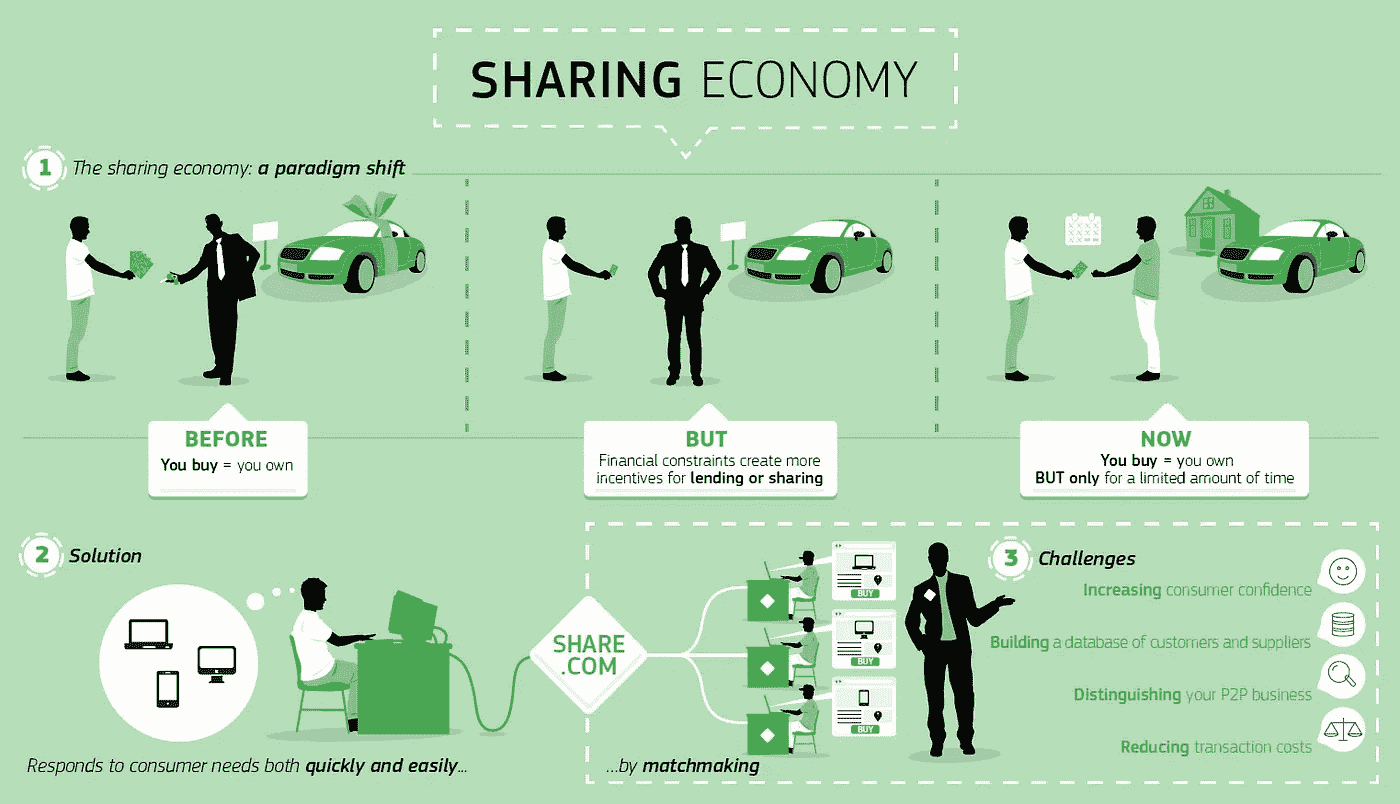 SHARING ECONOMY
1 The sharing economy: a paradigm shift
BEFORE
You buy = you own
BUT
Financial constraints create more
incentives for lending or sharing
NOW
You buy = you own
BUT only for a limited amount of time
2 Solution
SHARE
.COM
Responds to consumer needs both quickly and easily...
BUY
BUY
BUY
...by matchmaking
3 Challenges
Increasing consumer confidence
Building a database of customers and suppliers
Distinguishing your P2P business
Reducing transaction costs